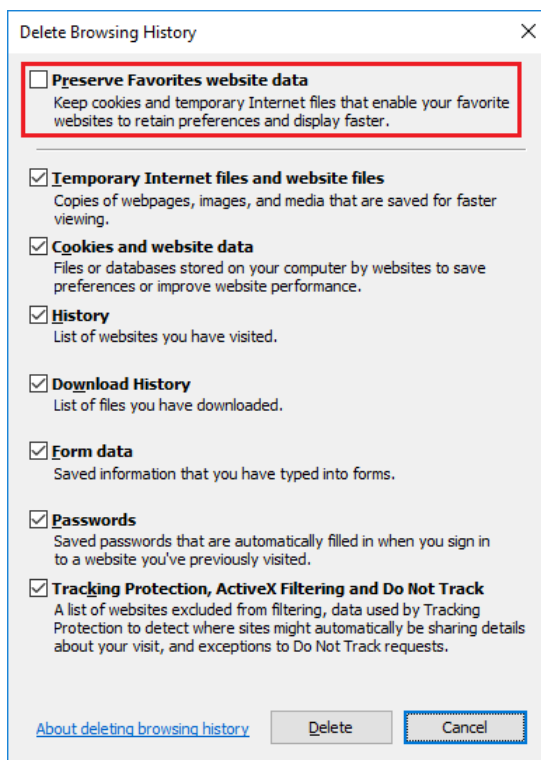 Delete Browsing History
Preserve Favorites website data
Keep cookies and temporary Internet files that enable your favorite
websites to retain preferences and display faster.
Temporary Internet files and website files
Copies of webpages, images, and media that are saved for faster
viewing.
Cookies and website data
Files or databases stored on your computer by websites to save
preferences or improve website performance.
History
List of websites you have visited.
Download History
List of files you have downloaded.
Form data
Saved information that you have typed into forms.
Passwords
Saved passwords that are automatically filled in when you sign in
to a website you've previously visited.
Tracking Protection, ActiveX Filtering and Do Not Track
A list of websites excluded from filtering, data used by Tracking
Protection to detect where sites might automatically be sharing details
about your visit, and exceptions to Do Not Track requests.
About deleting browsing history Delete Cancel